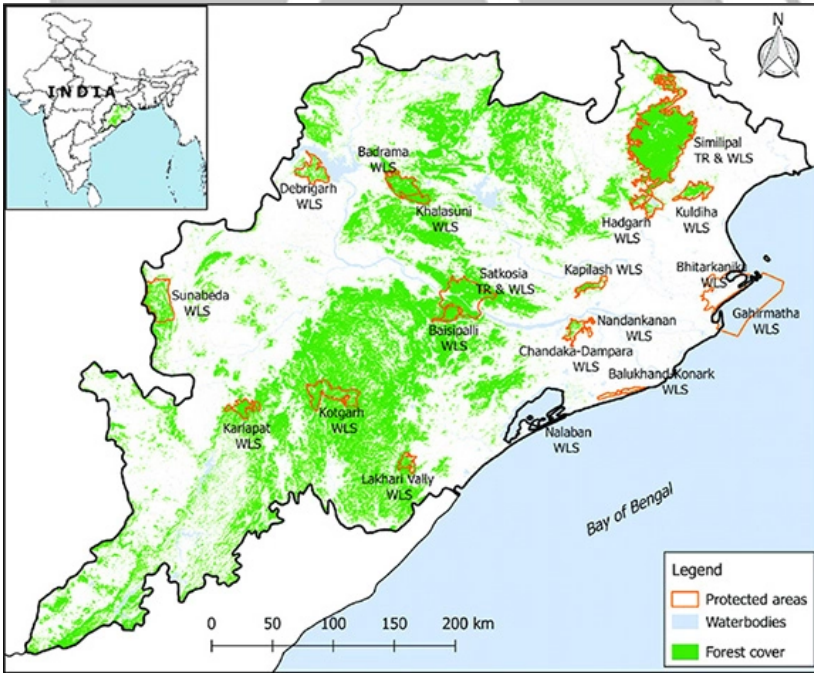 INDIA
N
Similipal
TR & WLS
Badrama
WLS
Debrigarh
WLS
Khalasuni
WLS
Hadgarh
WLS
Kuldiha
WLS
Satkosia
TR & WLS
Kapilash WLS
Bhitarkanika
WLS
Sunabeda
WLS
Gahirmatha
WLS
Baisipalli
WLS
Nandankanan
WLS
Chandaka-Dampara
WLS
Balukhand-Konark
WLS
Karlapat
WLS
Kotgarh
WLS
Nalaban
WLS
Lakhari Vally
WLS
Bay of Bengal
Legend
Protected areas
Waterbodies
Forest cover
0 50 100 150 200 km